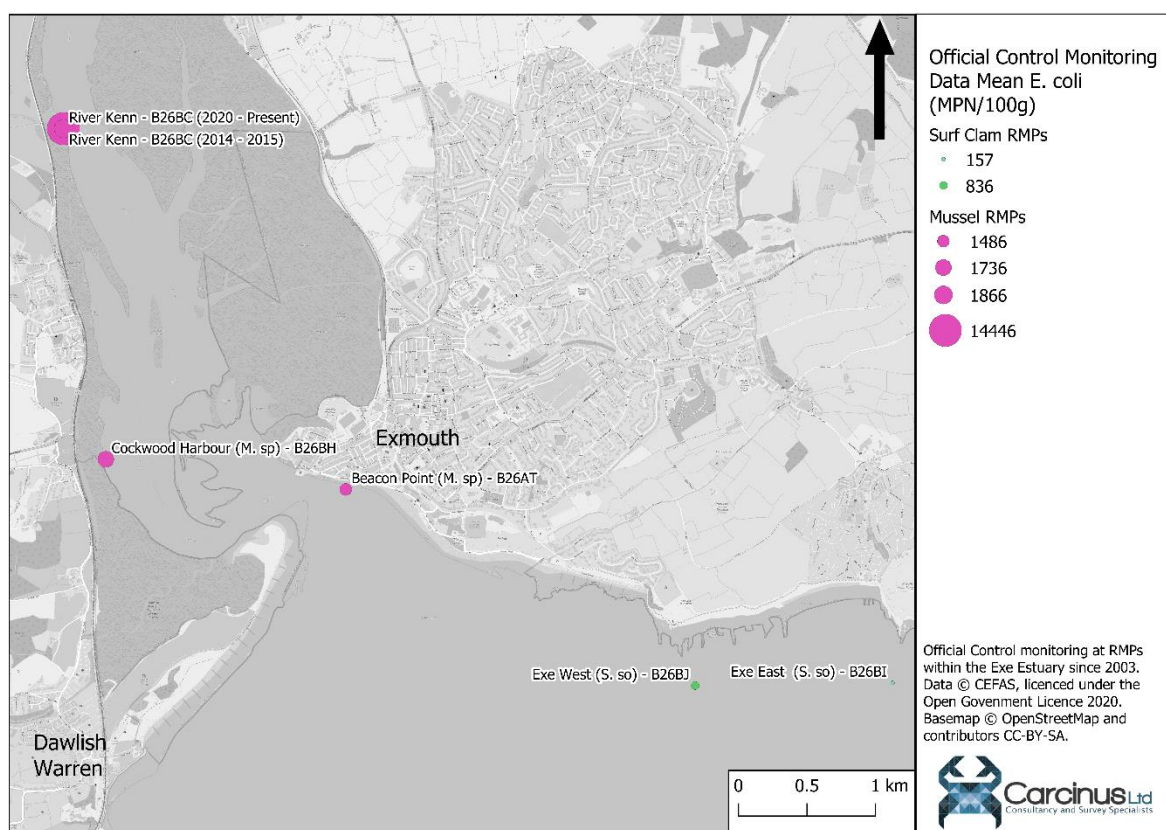 River Kenn - B26BC (2020 - Present)
River Kenn - B26BC (2014 - 2015)
Cockwood Harbour (M. sp) - B26BH
Exmouth
Beacon Point (M. sp) - B26AT
Exe West (S. so) - B26BJ
Exe East (S. so) - B26BI
Dawlish
Warren
0 0.5 1 km
Official Control Monitoring
Data Mean E. coli
(MPN/100g)
Surf Clam RMPs
157
836
Mussel RMPs
1486
1736
1866
14446
Official Control monitoring at RMPs
within the Exe Estuary since 2003.
Data © CEFAS, licenced under the
Open Govenment Licence 2020.
Basemap © OpenStreetMap and
contributors CC-BY-SA.
Carcinus Ltd
Consultancy and Survey Specialists